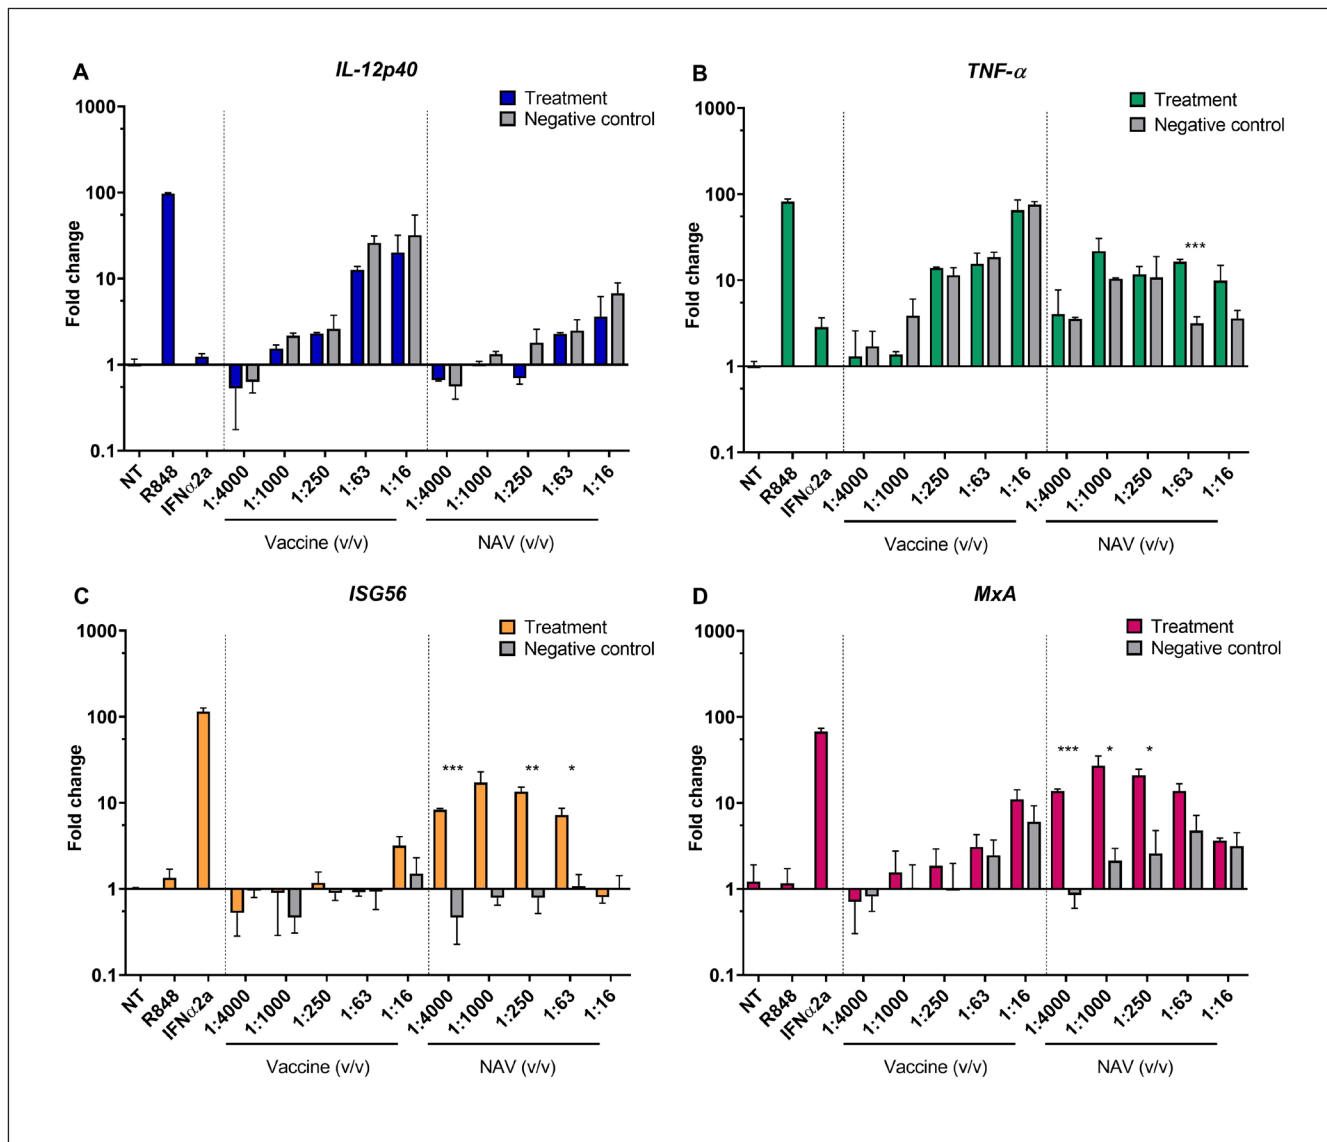 A
IL-12p40
Treatment
Negative control
Fold change
1000
100
10
1
0.1
NT
R848
IFNα2a
1:4000
1:1000
1:250
1:63
1:16
1:4000
1:1000
1:250
1:63
1:16
Vaccine (v/v)
NAV (v/v)
B
TNF-α
Treatment
Negative control
Fold change
1000
100
10
1
0.1
***
NT
R848
IFNα2a
1:4000
1:1000
1:250
1:63
1:16
1:4000
1:1000
1:250
1:63
1:16
Vaccine (v/v)
NAV (v/v)
C
ISG56
Treatment
Negative control
Fold change
1000
100
10
1
0.1
*** ** *
NT
R848
IFNα2a
1:4000
1:1000
1:250
1:63
1:16
1:4000
1:1000
1:250
1:63
1:16
Vaccine (v/v)
NAV (v/v)
D
MxA
Treatment
Negative control
Fold change
1000
100
10
1
0.1
*** * *
NT
R848
IFNα2a
1:4000
1:1000
1:250
1:63
1:16
1:4000
1:1000
1:250
1:63
1:16
Vaccine (v/v)
NAV (v/v)